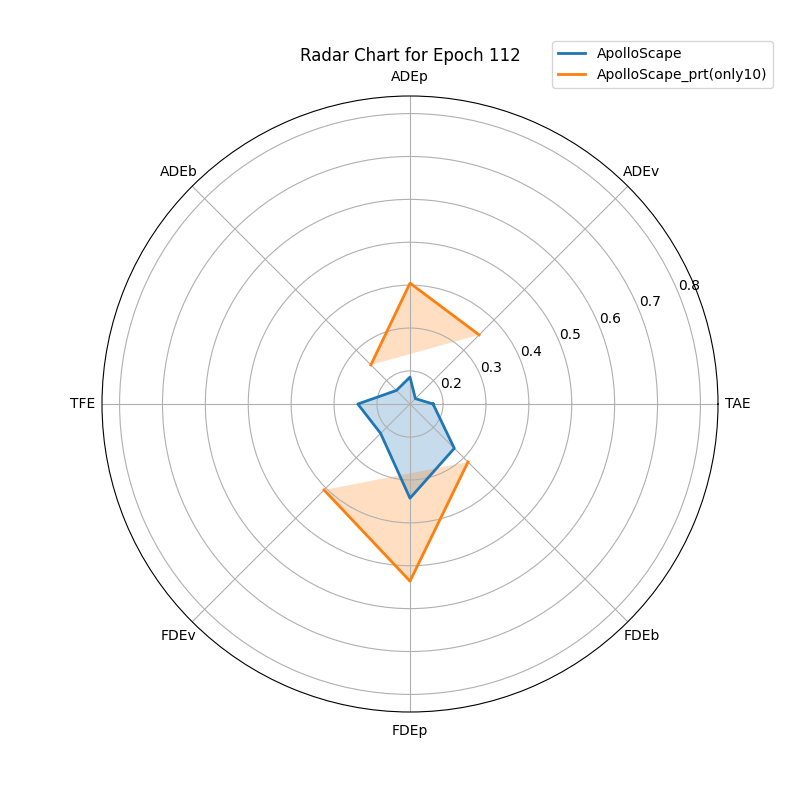 Radar Chart for Epoch 112
ApolloScape
ApolloScape_prt(only10)
ADEp
ADEb
ADEv
0.8
0.7
0.6
0.5
0.4
0.3
0.2
TFE
TAE
FDEv
FDEb
FDEp